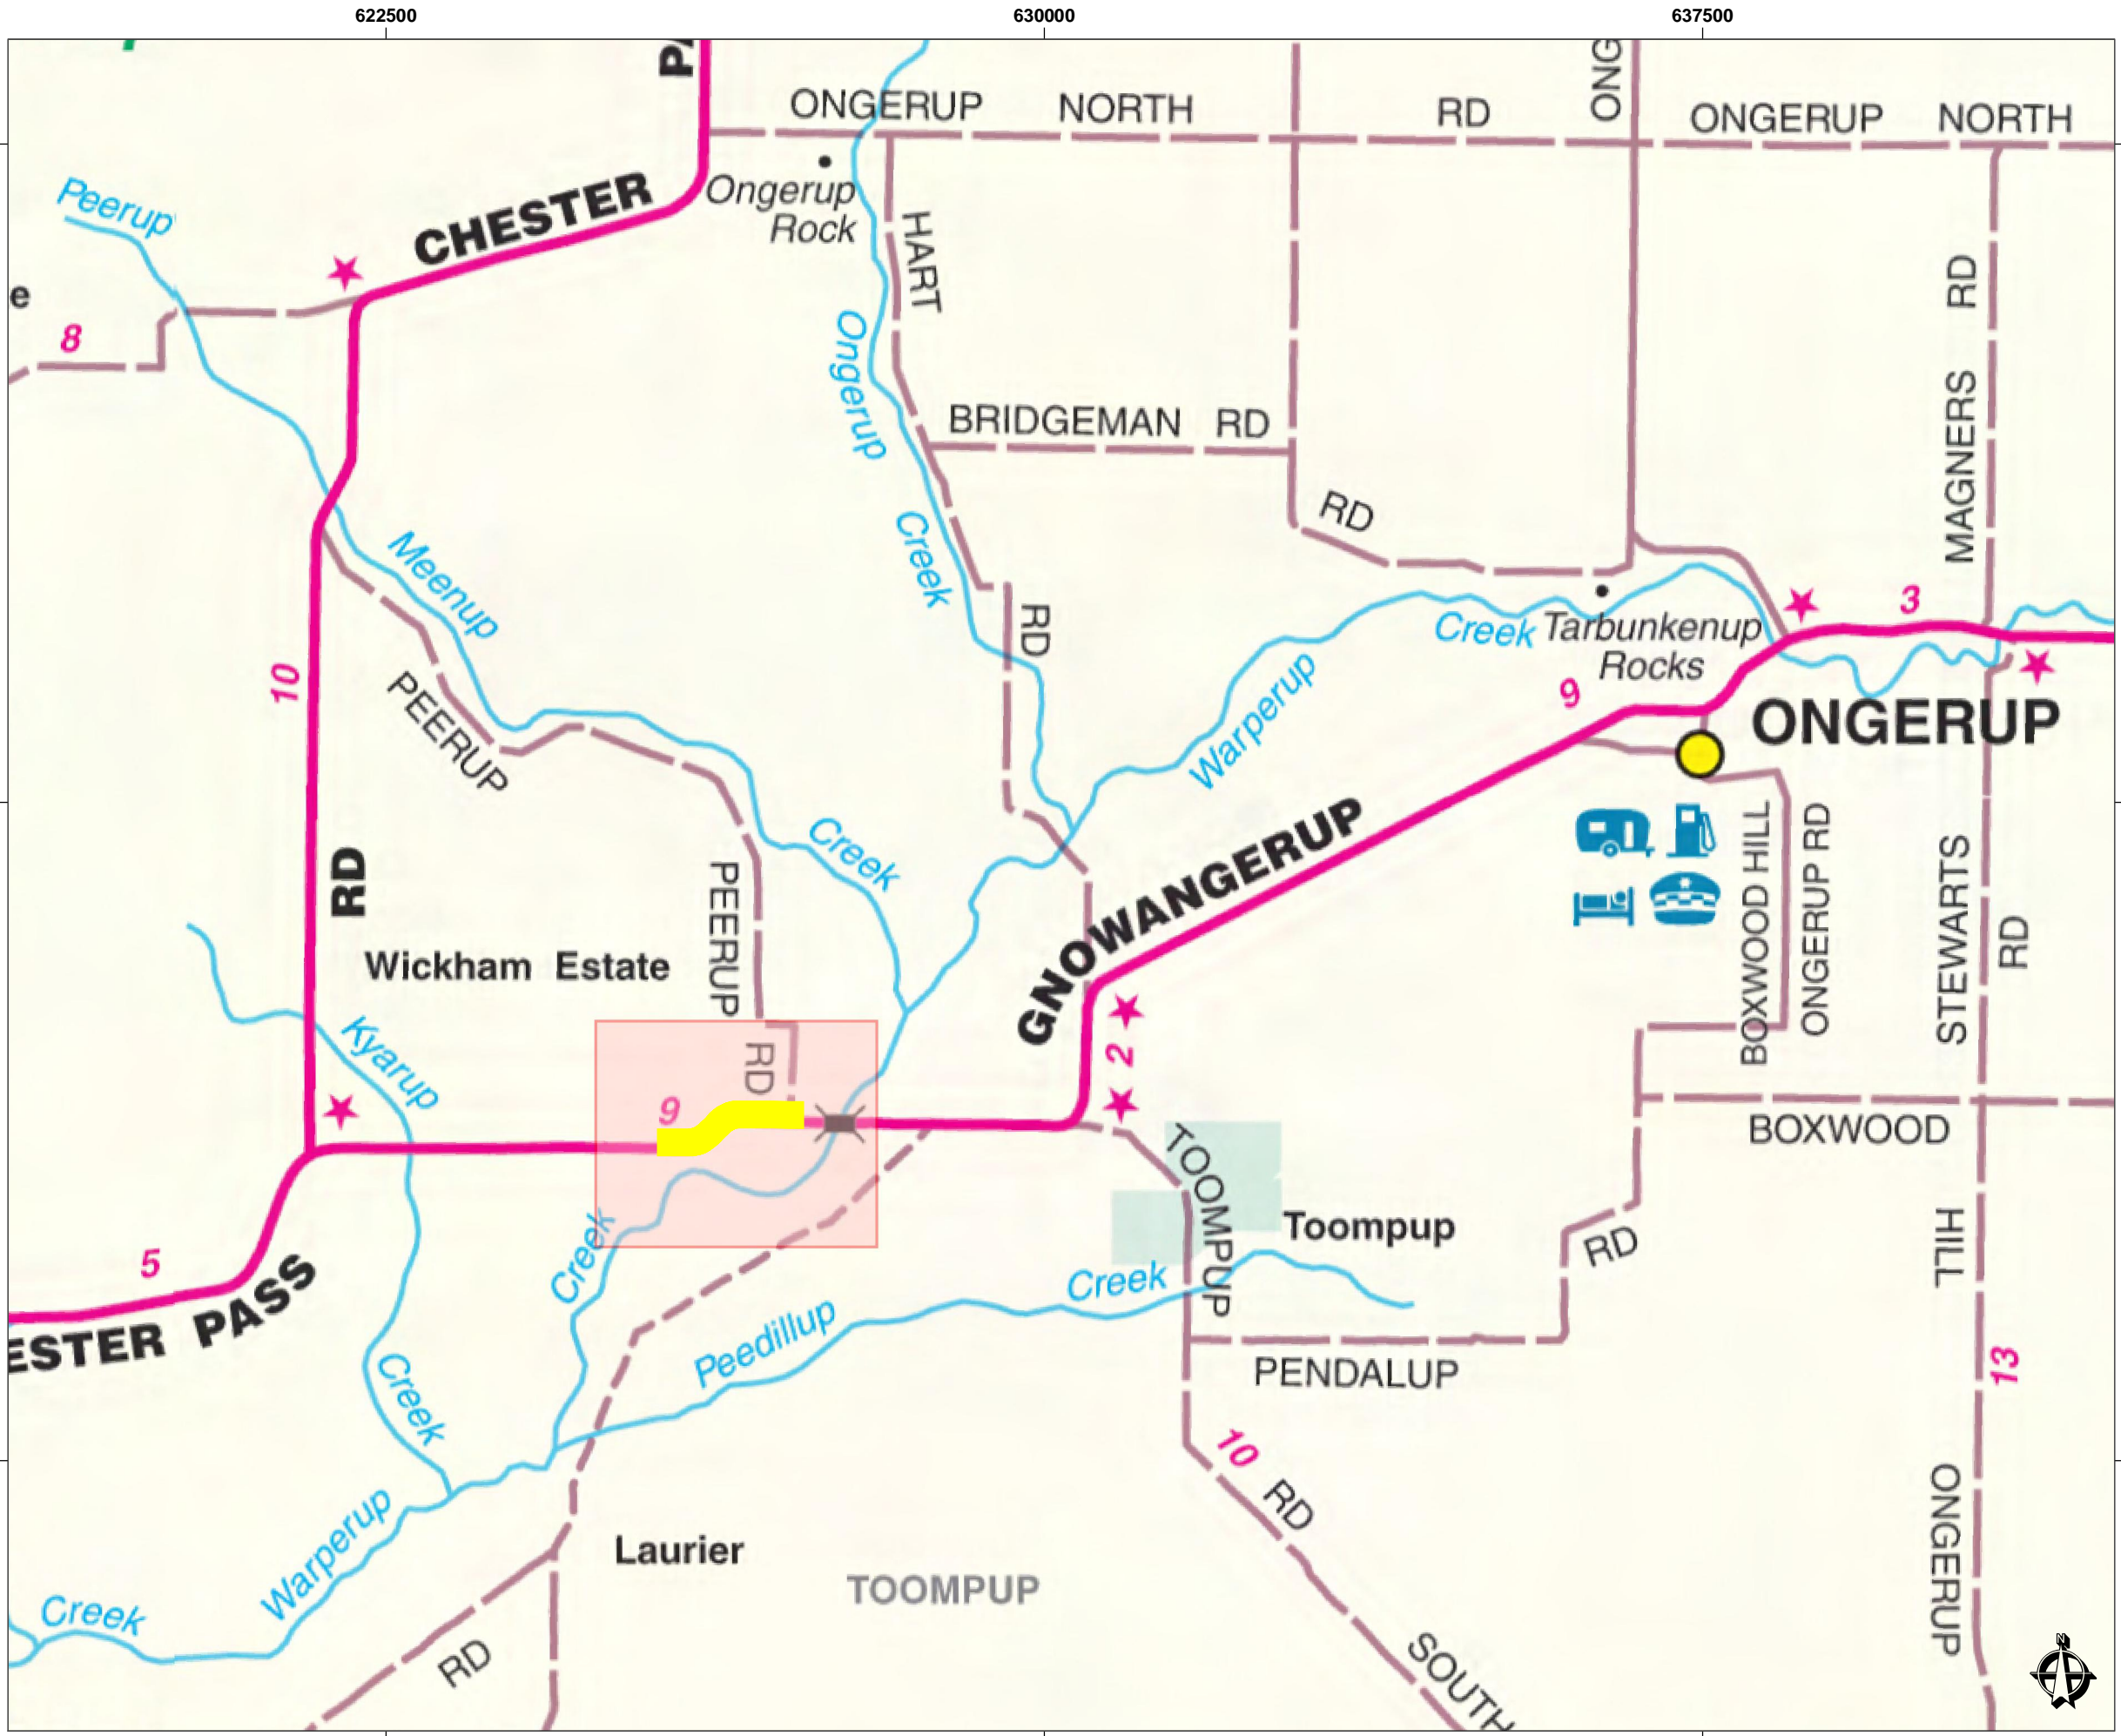 622500
630000
637500
ONG
ONGERUP NORTH RD
ONGERUP NORTH
Peerup
CHESTER
Ongerup
Rock
HART
e
8
Ongerup
MAGNERS RD
BRIDGEMAN RD
RD
Creek
Meenup
3
RD
Creek
Tarbunkenup
Rocks
10
PEERUP
Warperup
9
ONGERUP
Creek
GNOWANGERUP
RD
PEERUP
BOXWOOD HILL
ONGERUP RD
STEWARTS
RD
Wickham Estate
Kyarup
RD
2
9
BOXWOOD
TOOMPUP
Toompup
HILL
RD
5
Creek
Creek
ESTER PASS
Peedillup
TOOMPUP
PENDALUP
13
Creek
10
RD
ONGERUP
Warperup
Laurier
TOOMPUP
Creek
RD
SOUTH
N